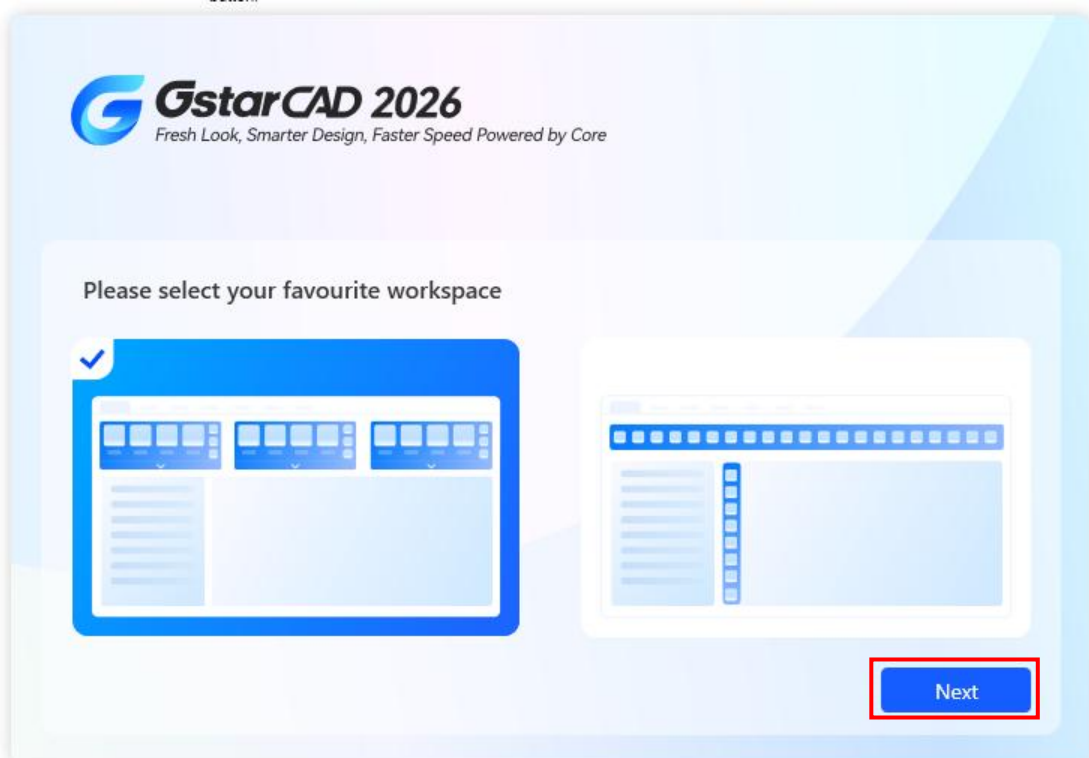 GstarCAD 2026
Fresh Look, Smarter Design, Faster Speed Powered by Core
Please select your favourite workspace
Next